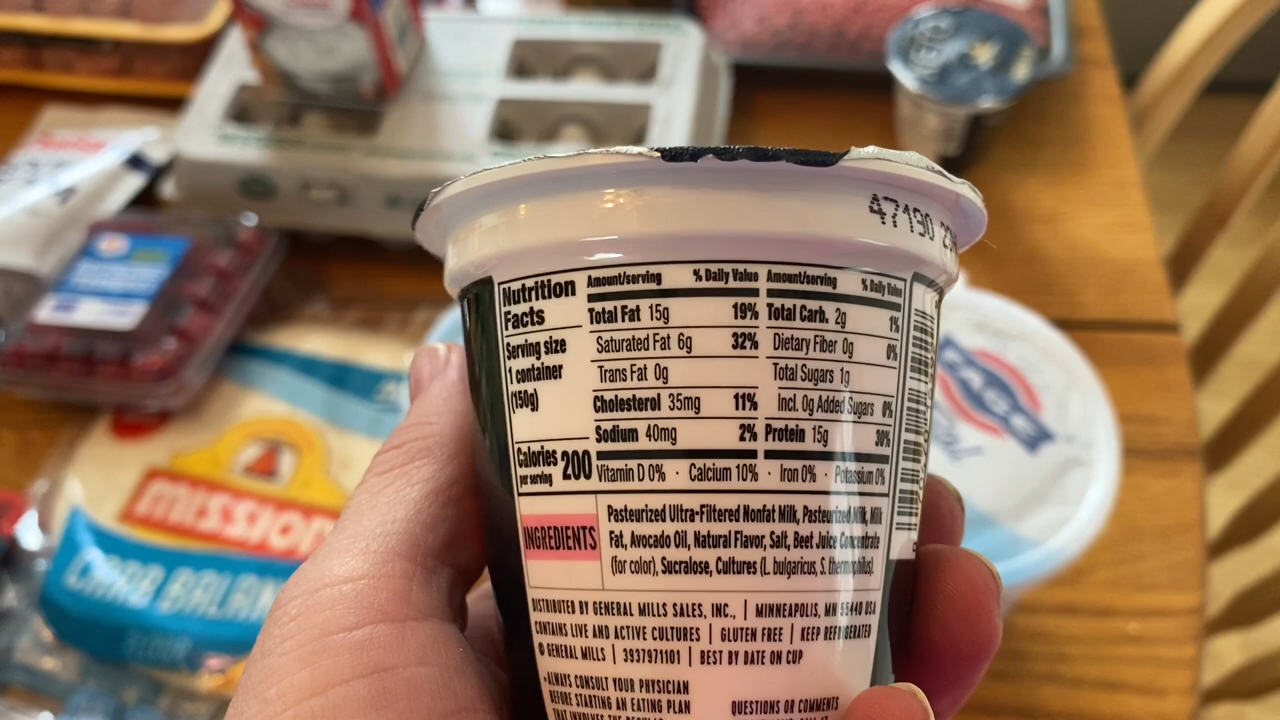 47190
Nutrition
Facts
Serving size
1 container
(150g)
Calories
per serving 200
Amount/serving % Daily Value
Total Fat 15g 19%
Saturated Fat 6g 32%
Trans Fat 0g
Cholesterol 35mg 11%
Sodium 40mg 2%
Amount/serving % Daily Value
Total Carb. 2g 1%
Dietary Fiber 0g 0%
Total Sugars 1g
Incl. 0g Added Sugars 0%
Protein 15g 30%
Vitamin D 0% · Calcium 10% · Iron 0% · Potassium 0%
INGREDIENTS
Pasteurized Ultra-Filtered Nonfat Milk, Pasteurized Milk, Milk
Fat, Avocado Oil, Natural Flavor, Salt, Beet Juice Concentrate
(for color), Sucralose, Cultures (L. bulgaricus, S. thermophilus).
DISTRIBUTED BY GENERAL MILLS SALES, INC., | MINNEAPOLIS, MN 55440 USA
CONTAINS LIVE AND ACTIVE CULTURES | GLUTEN FREE | KEEP REFRIGERATED
© GENERAL MILLS | 3937971101 | BEST BY DATE ON CUP
•ALWAYS CONSULT YOUR PHYSICIAN
BEFORE STARTING AN EATING PLAN
THAT INVOLVES THE REGULAR
QUESTIONS OR COMMENTS
MISSION
CARB BALANCE
FAGE